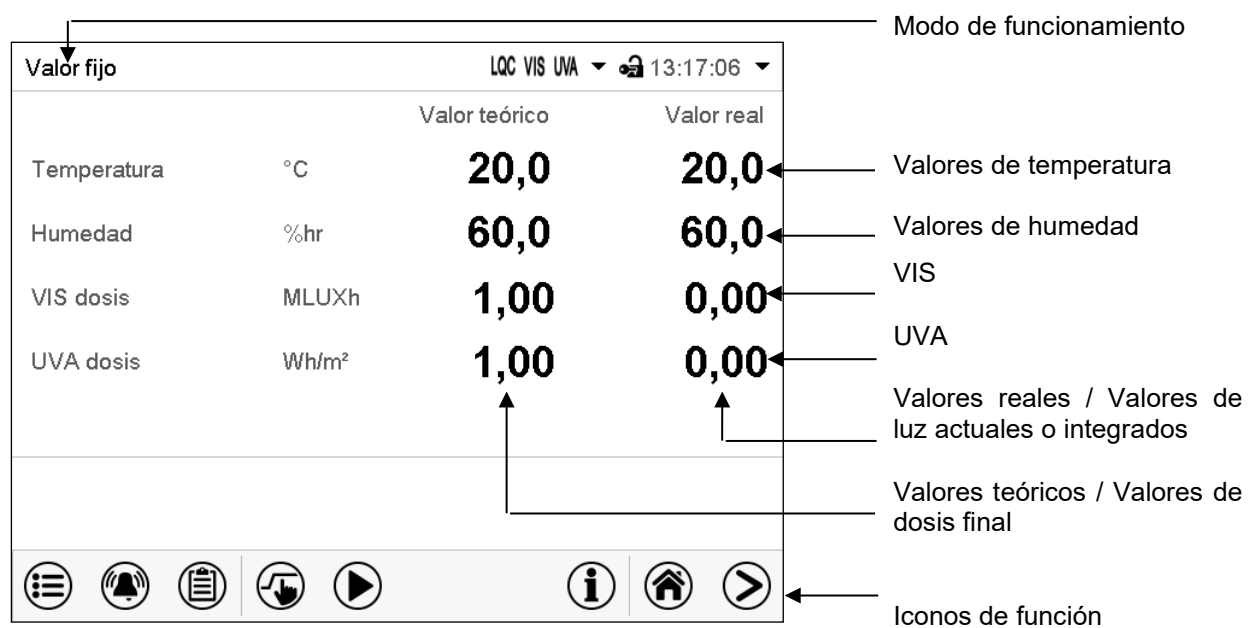 Modo de funcionamiento
Valor fijo LQC VIS UVA 13:17:06
Valor teórico Valor real
Temperatura °C 20,0 20,0
Valores de temperatura
Humedad %hr 60,0 60,0
Valores de humedad
VIS dosis MLUXh 1,00 0,00
VIS
UVA dosis Wh/m² 1,00 0,00
UVA
Valores reales / Valores de
luz actuales o integrados
Valores teóricos / Valores de
dosis final
Iconos de función